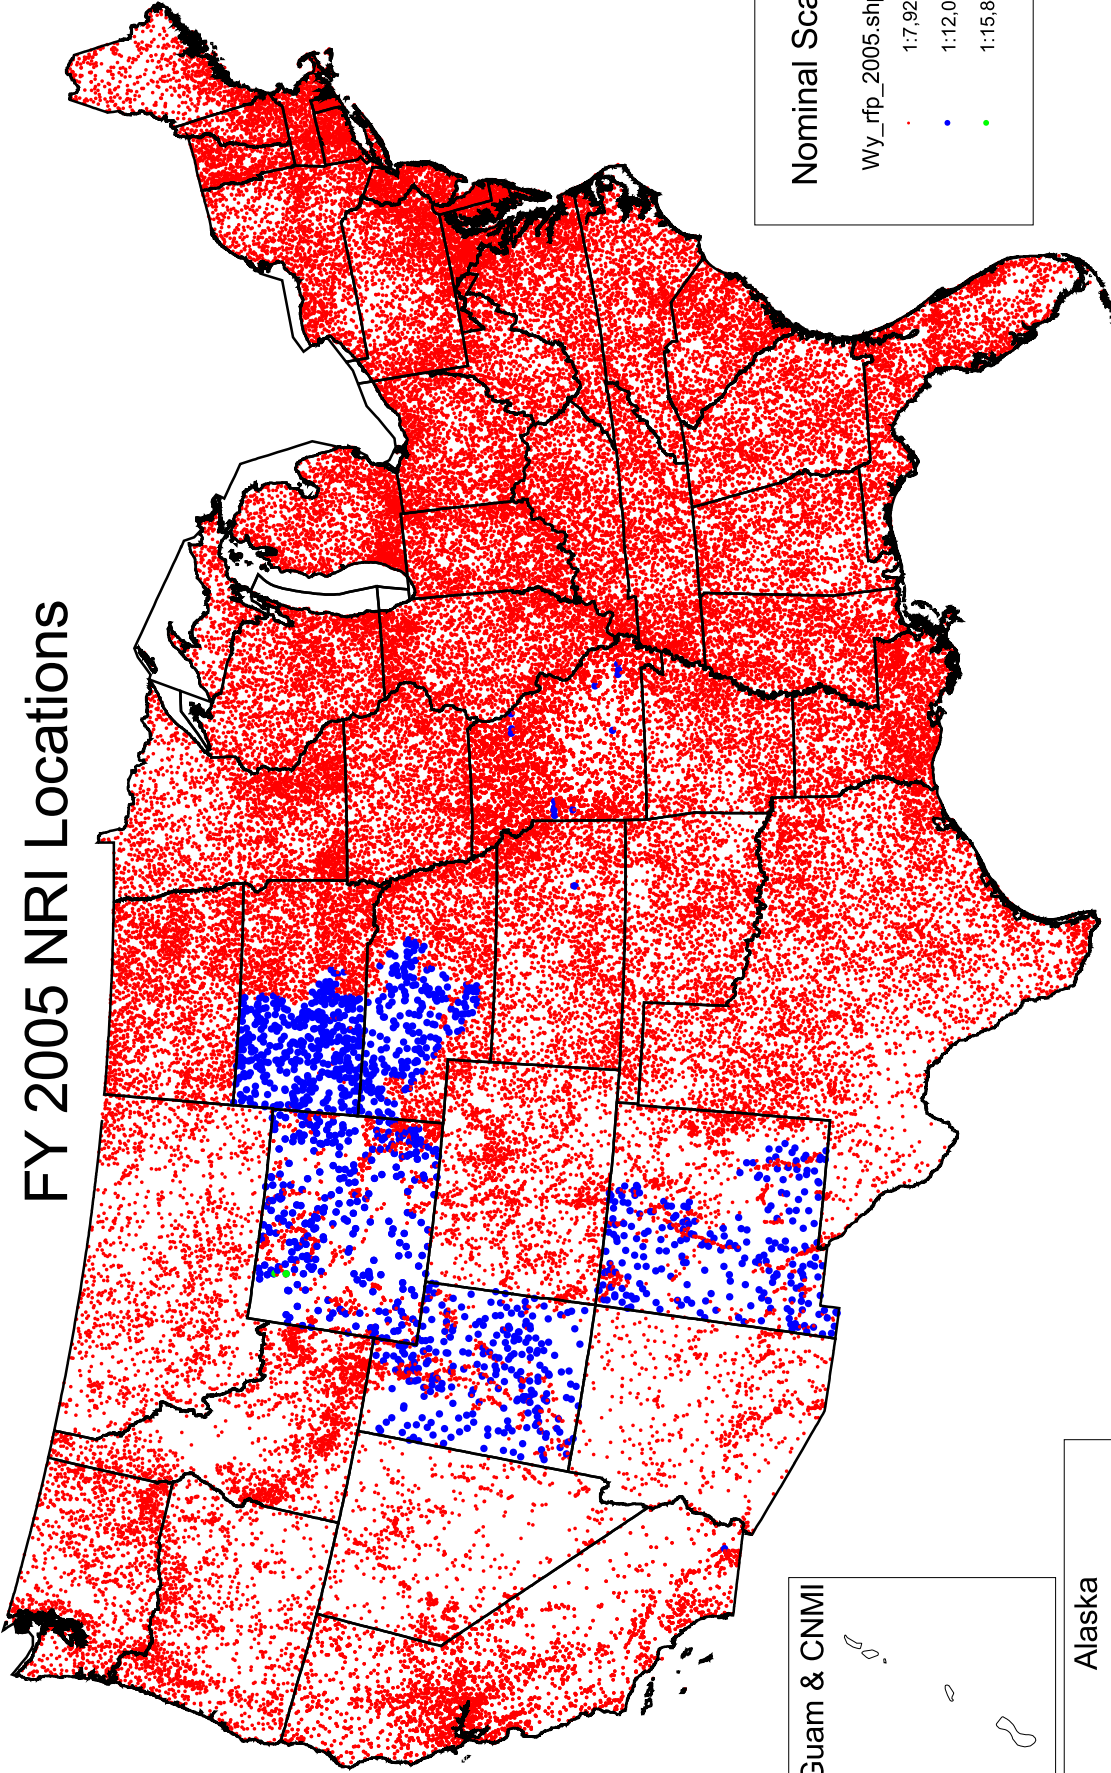 FY 2005 NRI Locations
Nominal Sca
Wy_rfp_2005.shp
1:7,92
1:12,0
1:15,8
Guam & CNMI
Alaska